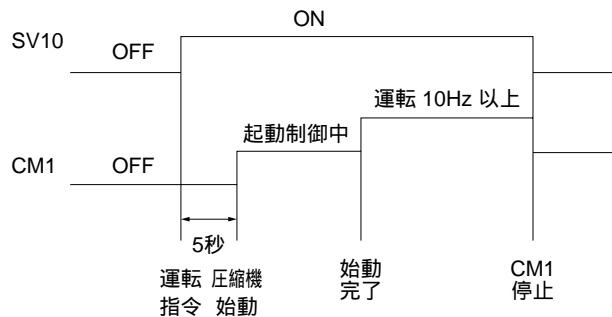 ON
SV10
OFF
運転 10Hz 以上
起動制御中
CM1
OFF
5秒
運転
指令
圧縮機
始動
始動
完了
CM1
停止